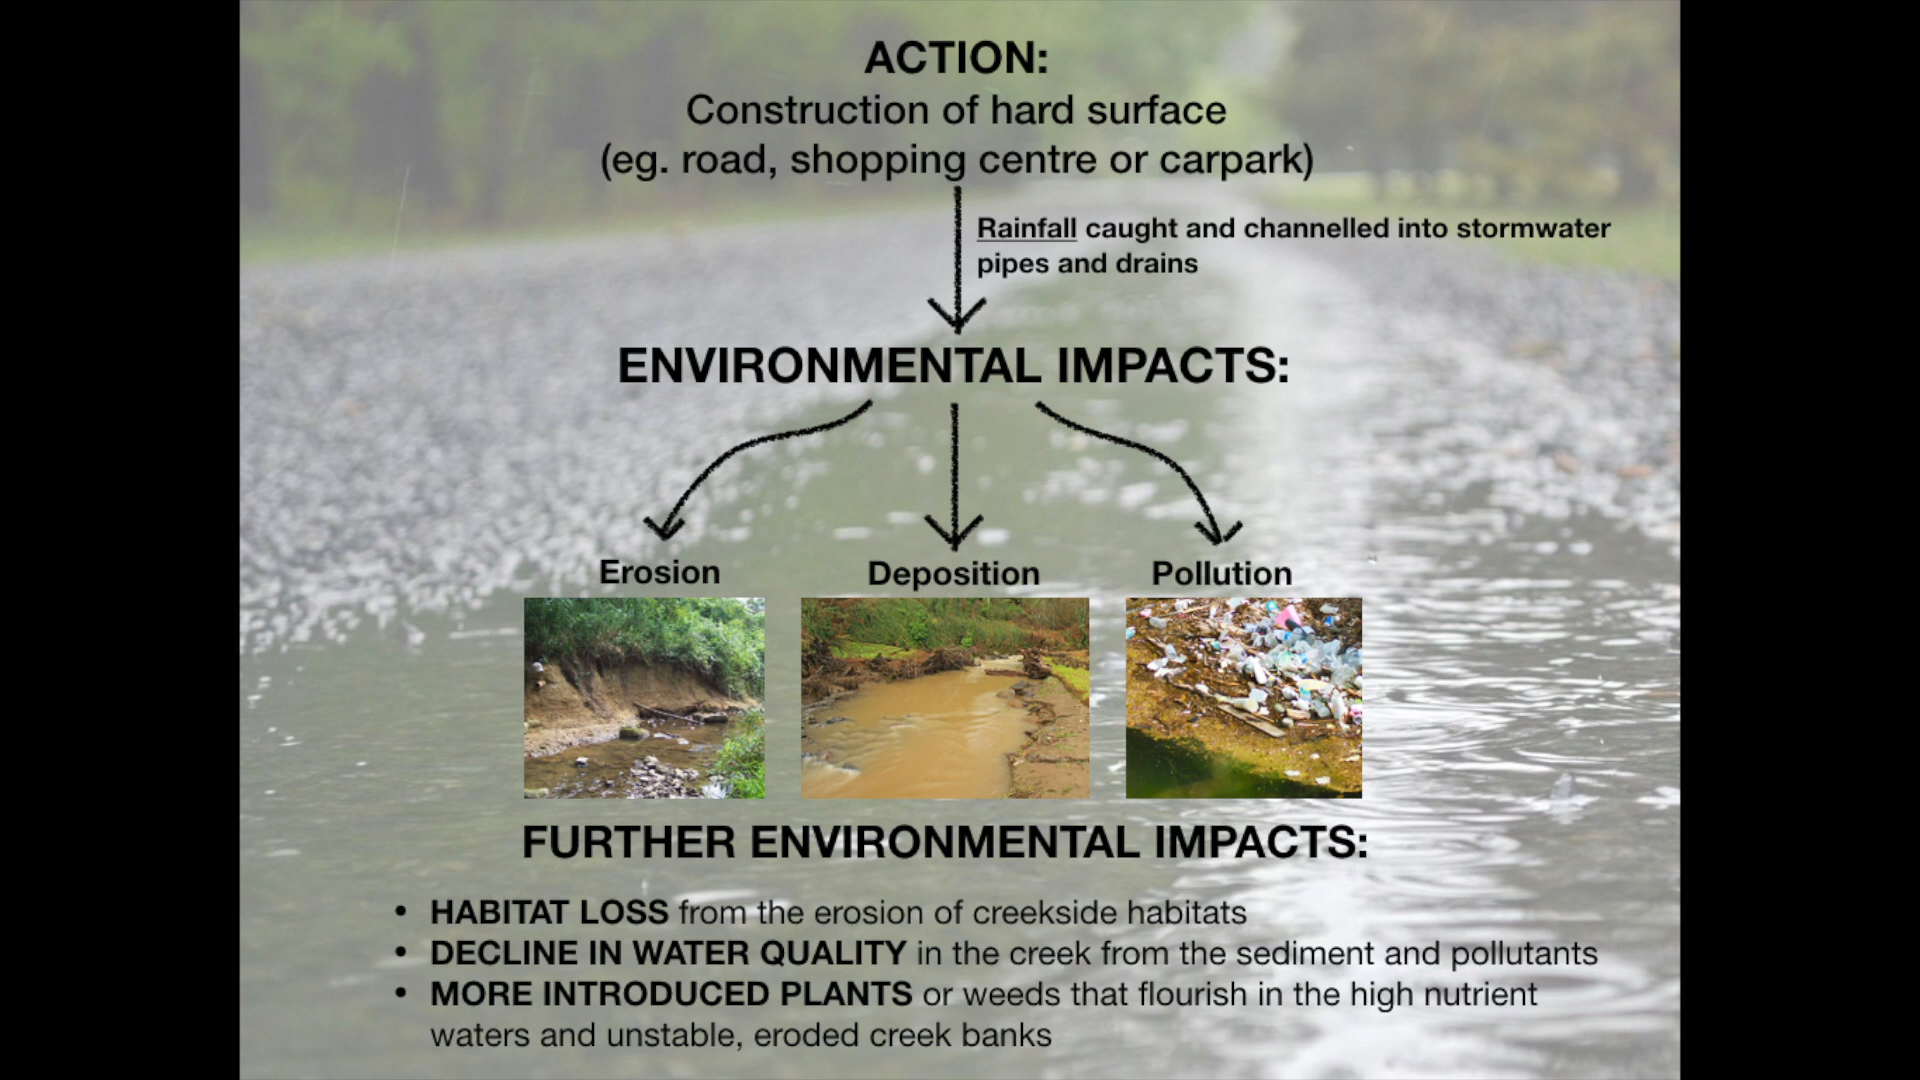 ACTION:
Construction of hard surface
(eg. road, shopping centre or carpark)
Rainfall caught and channelled into stormwater
pipes and drains
ENVIRONMENTAL IMPACTS:
Erosion
Deposition
Pollution
FURTHER ENVIRONMENTAL IMPACTS:
• HABITAT LOSS from the erosion of creekside habitats
• DECLINE IN WATER QUALITY in the creek from the sediment and pollutants
• MORE INTRODUCED PLANTS or weeds that flourish in the high nutrient
waters and unstable, eroded creek banks